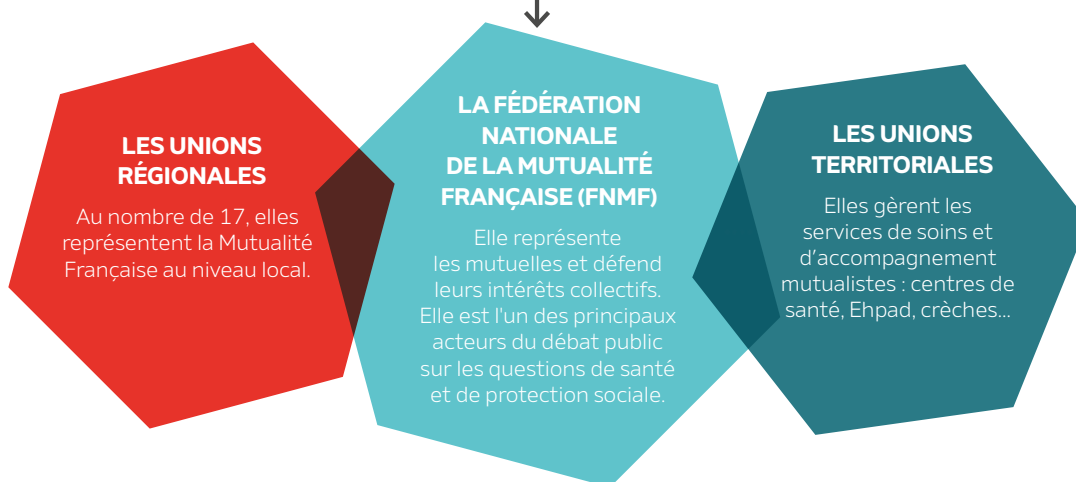 LES UNIONS
RÉGIONALES
Au nombre de 17, elles
représentent la Mutualité
Française au niveau local.
LA FÉDÉRATION
NATIONALE
DE LA MUTUALITÉ
FRANÇAISE (FNMF)
Elle représente
les mutuelles et défend
leurs intérêts collectifs.
Elle est l'un des principaux
acteurs du débat public
sur les questions de santé
et de protection sociale.
LES UNIONS
TERRITORIALES
Elles gèrent les
services de soins et
d'accompagnement
mutualistes : centres de
santé, Ehpad, crèches...